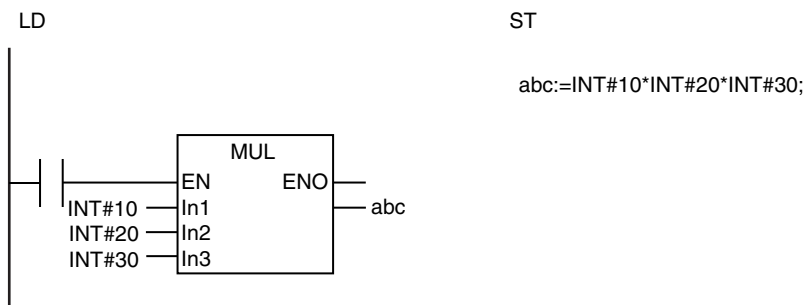 LD
ST
abc:=INT#10*INT#20*INT#30;
MUL
EN ENO
INT#10 In1 abc
INT#20 In2
INT#30 In3